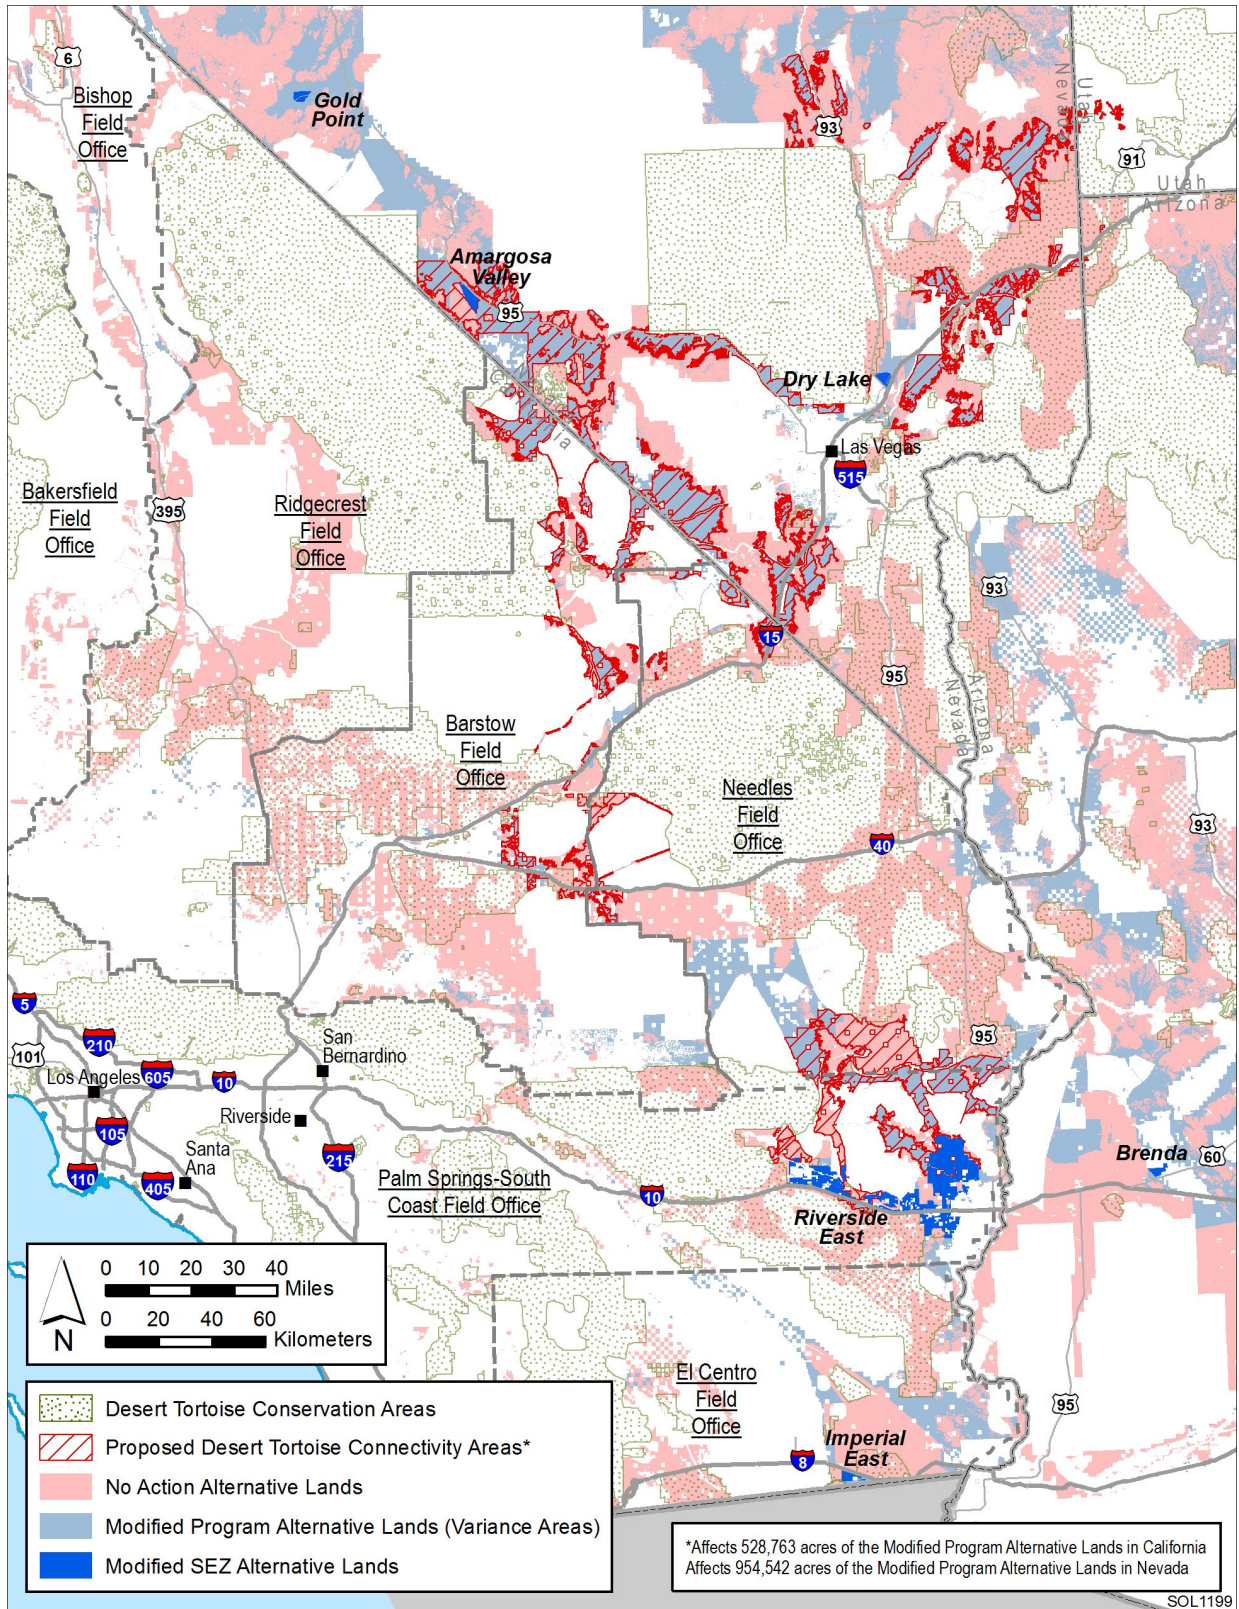 6
Bishop
Field
Office
Gold
Point
93
Nevada
Utah
91
Utah
Arizona
Amargosa
Valley
95
Dry Lake
Las Vegas
515
Bakersfield
Field
Office
395
Ridgecrest
Field
Office
93
15
95
Nevada
Arizona
Barstow
Field
Office
Needles
Field
Office
93
40
5
101
210
San
Bernardino
95
Los Angeles
605
10
Riverside
105
215
Santa
Ana
110
405
Palm Springs-South
Coast Field Office
10
Brenda
60
Riverside
East
0 10 20 30 40
Miles
0 20 40 60
Kilometers
N
El Centro
Field
Office
95
Imperial
East
8
Desert Tortoise Conservation Areas
Proposed Desert Tortoise Connectivity Areas*
No Action Alternative Lands
Modified Program Alternative Lands (Variance Areas)
Modified SEZ Alternative Lands
*Affects 528,763 acres of the Modified Program Alternative Lands in California
Affects 954,542 acres of the Modified Program Alternative Lands in Nevada
SOL1199